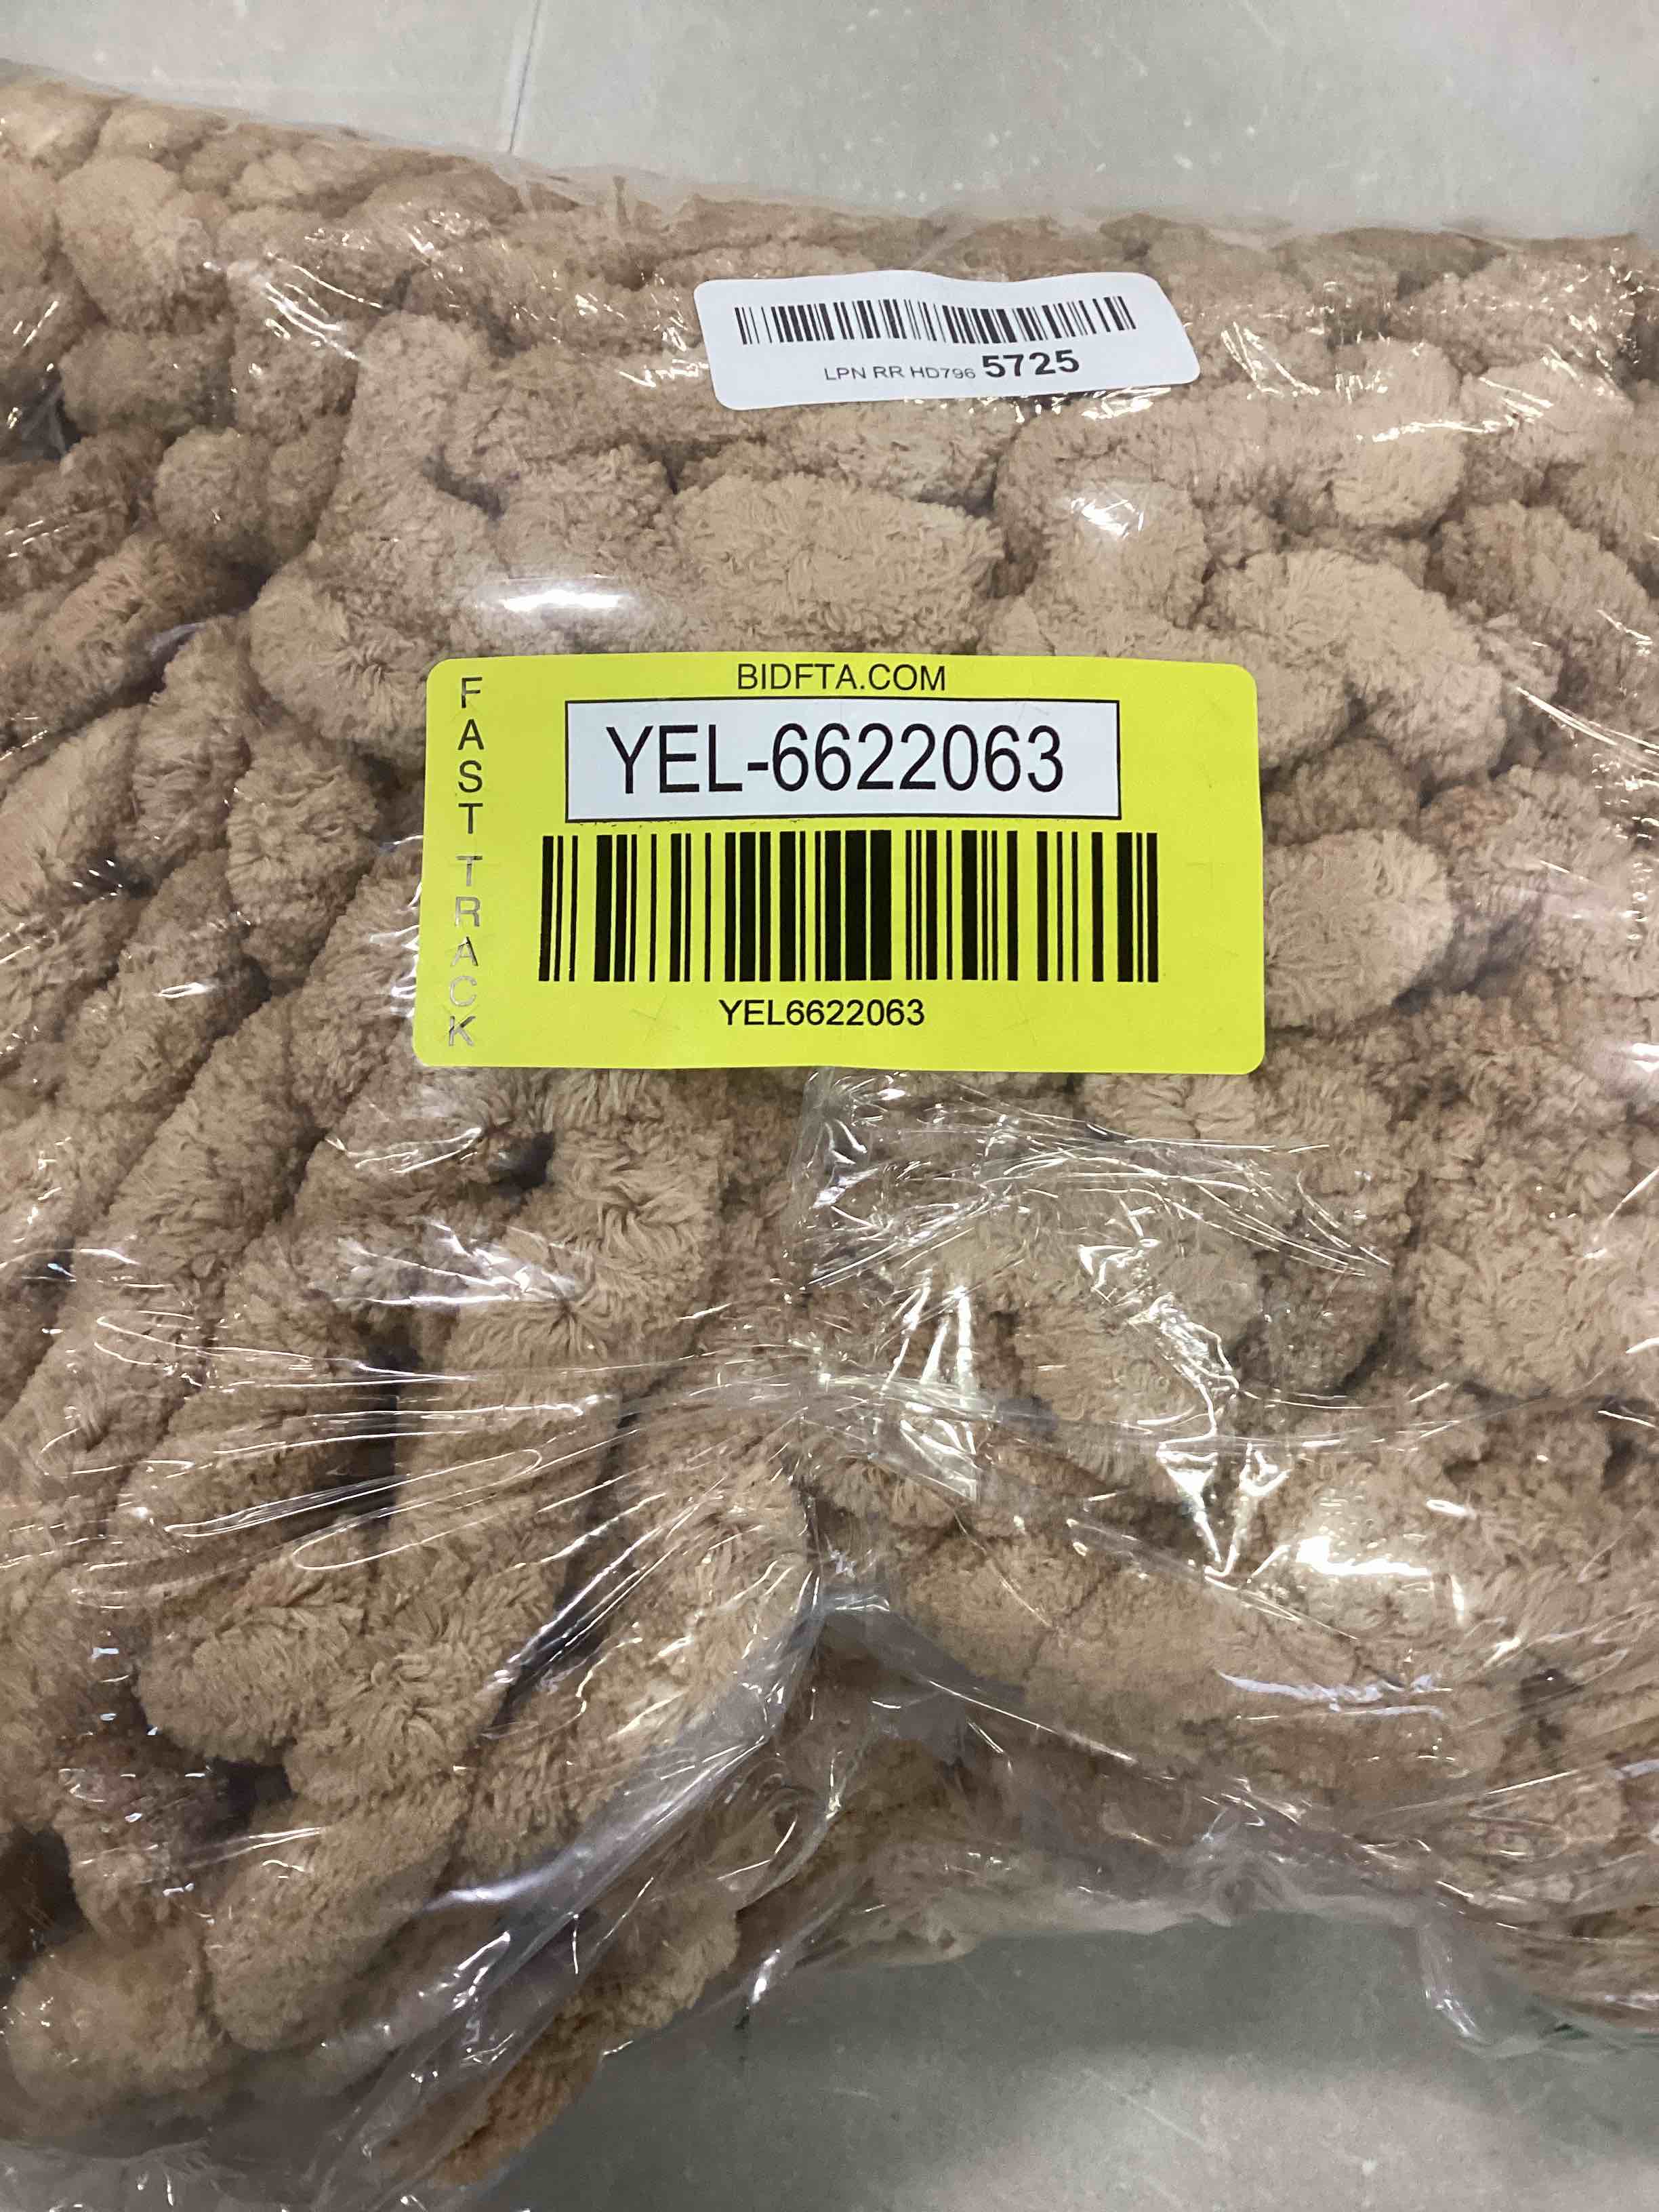 LPN RR HD796 5725
BIDFTA.COM
FAST TRACK
YEL-6622063
YEL6622063